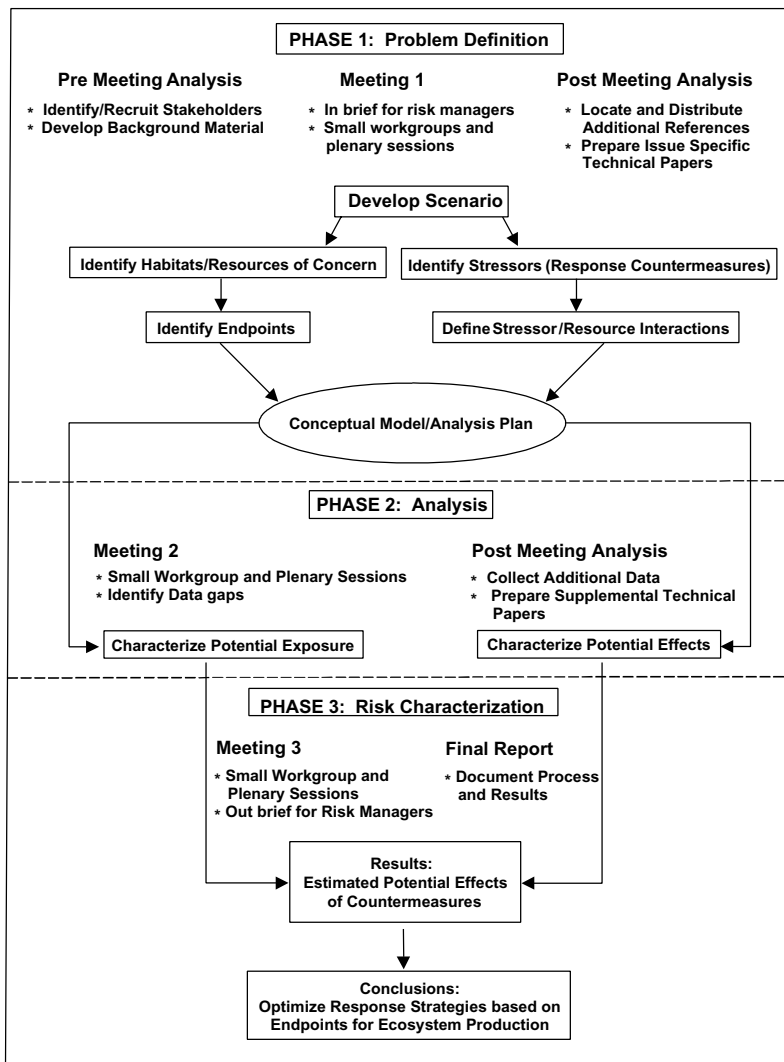 PHASE 1: Problem Definition
Pre Meeting Analysis
* Identify/Recruit Stakeholders
* Develop Background Material
Meeting 1
* In brief for risk managers
* Small workgroups and
plenary sessions
Post Meeting Analysis
* Locate and Distribute
Additional References
* Prepare Issue Specific
Technical Papers
Develop Scenario
Identify Habitats/Resources of Concern
Identify Stressors (Response Countermeasures)
Identify Endpoints
Define Stressor/Resource Interactions
Conceptual Model/Analysis Plan
PHASE 2: Analysis
Meeting 2
* Small Workgroup and Plenary Sessions
* Identify Data gaps
Post Meeting Analysis
* Collect Additional Data
* Prepare Supplemental Technical
Papers
Characterize Potential Exposure
Characterize Potential Effects
PHASE 3: Risk Characterization
Meeting 3
* Small Workgroup and
Plenary Sessions
* Out brief for Risk Managers
Final Report
* Document Process
and Results
Results:
Estimated Potential Effects
of Countermeasures
Conclusions:
Optimize Response Strategies based on
Endpoints for Ecosystem Production